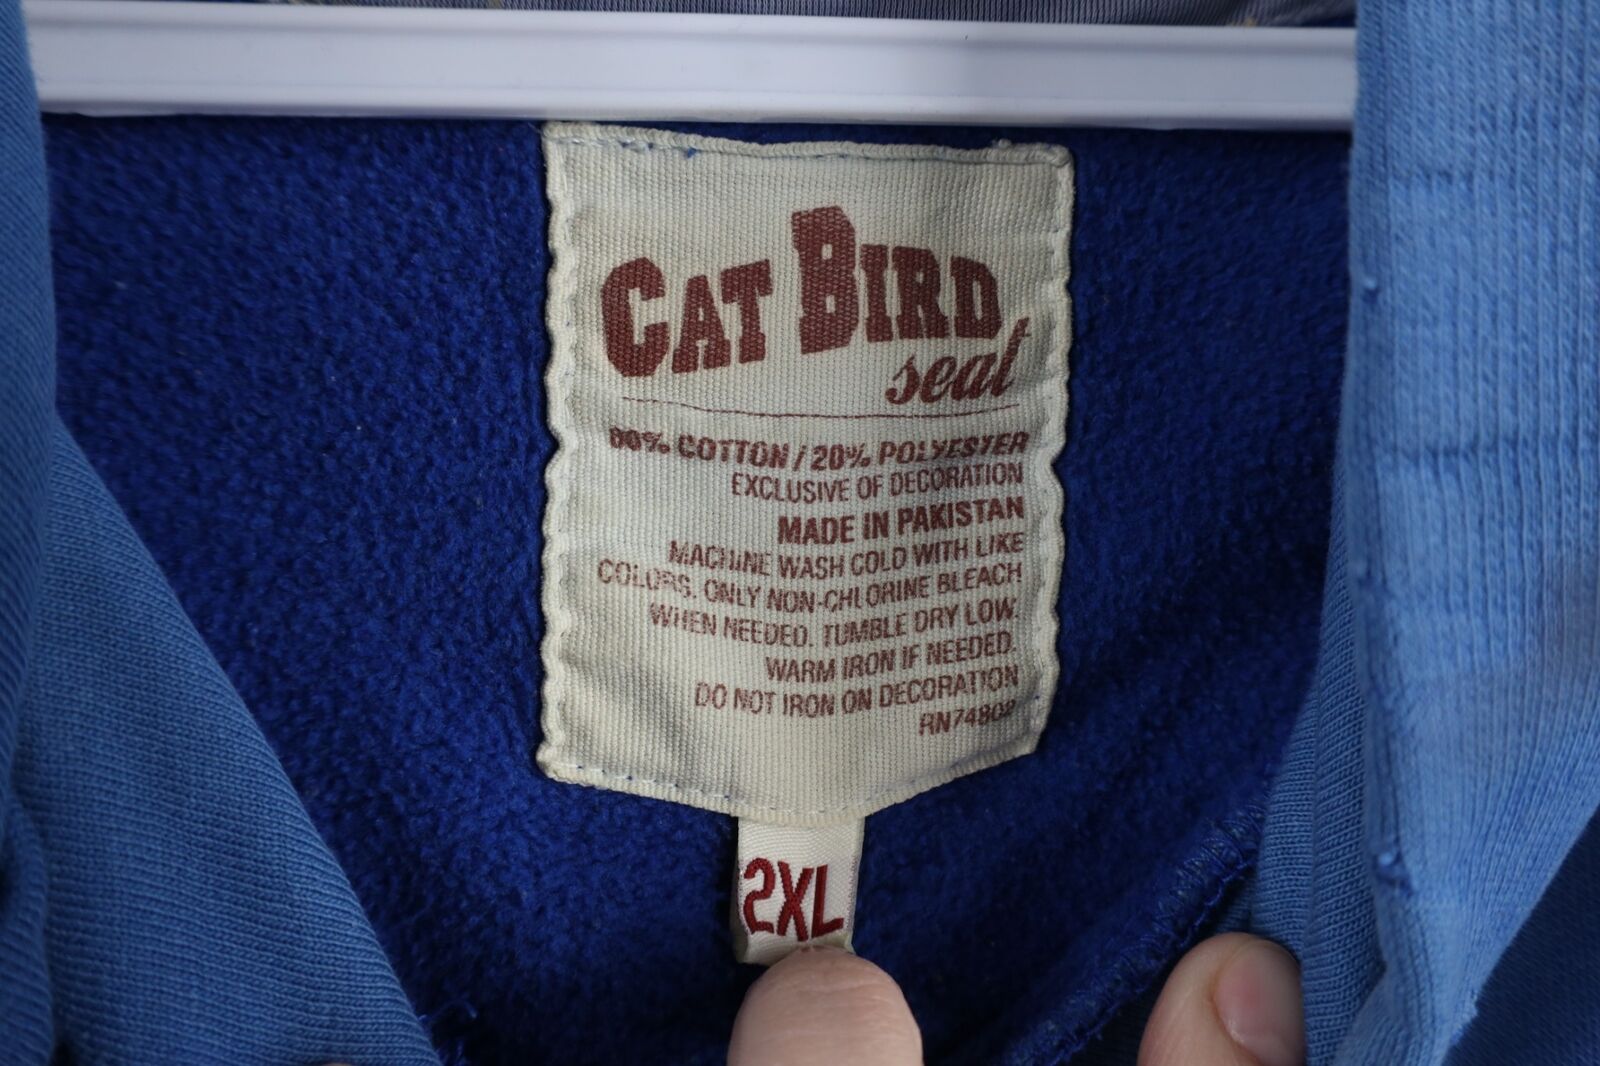 CAT BIRD
seat
80% COTTON / 20% POLYESTER
EXCLUSIVE OF DECORATION
MADE IN PAKISTAN
MACHINE WASH COLD WITH LIKE
COLORS. ONLY NON-CHLORINE BLEACH
WHEN NEEDED. TUMBLE DRY LOW.
WARM IRON IF NEEDED.
DO NOT IRON ON DECORATION
RN74802
2XL